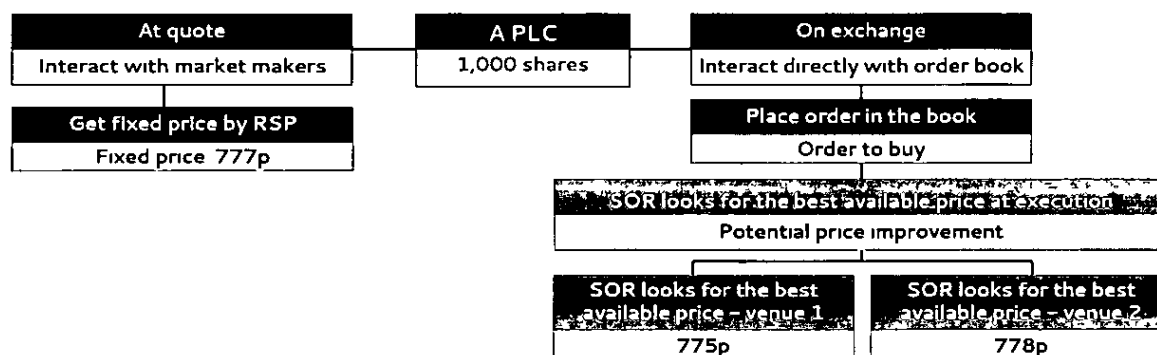 At quote
Interact with market makers
Get fixed price by RSP
Fixed price 777p
A PLC
1,000 shares
On exchange
Interact directly with order book
Place order in the book
Order to buy
SOR looks for the best available price at execution
Potential price improvement
SOR looks for the best
available price – venue 1
775p
SOR looks for the best
available price – venue 2
778p